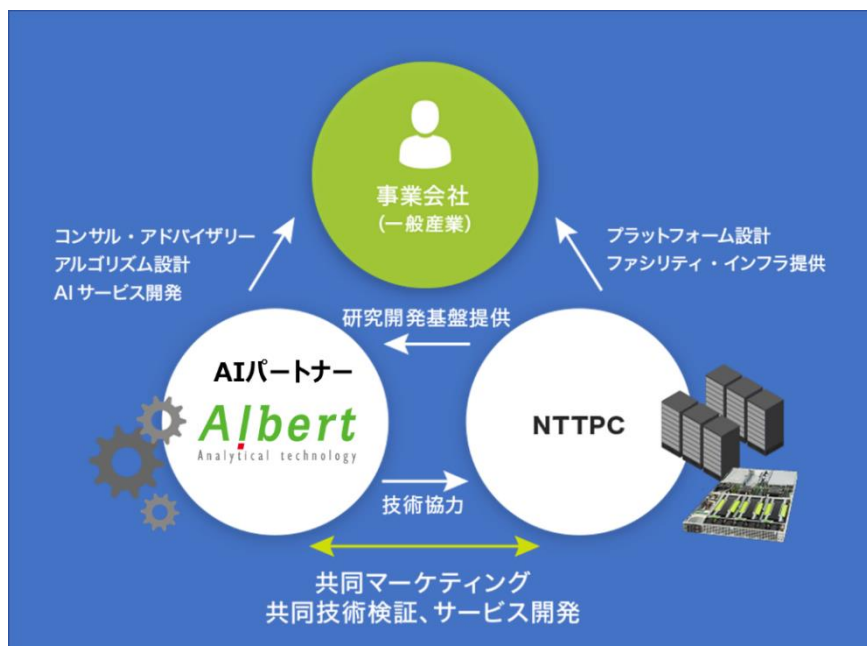 事業会社
(一般産業)
コンサル・アドバイザリー
アルゴリズム設計
AIサービス開発
プラットフォーム設計
ファシリティ・インフラ提供
研究開発基盤提供
AIパートナー
Albert
Analytical technology
NTTPC
技術協力
共同マーケティング
共同技術検証、サービス開発